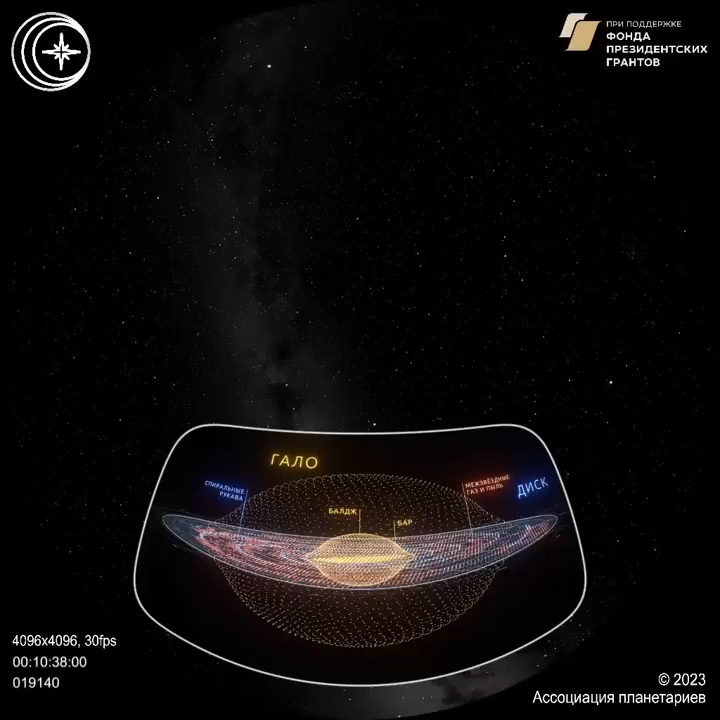 ПРИ ПОДДЕРЖКЕ
ФОНДА
ПРЕЗИДЕНТСКИХ
ГРАНТОВ
ГАЛО
СПИРАЛЬНЫЕ
РУКАВА
МЕЖЗВЁЗДНЫЕ
ГАЗ И ПЫЛЬ
ДИСК
БАЛДЖ
БАР
4096x4096, 30fps
00:10:38:00
019140
© 2023
Ассоциация планетариев